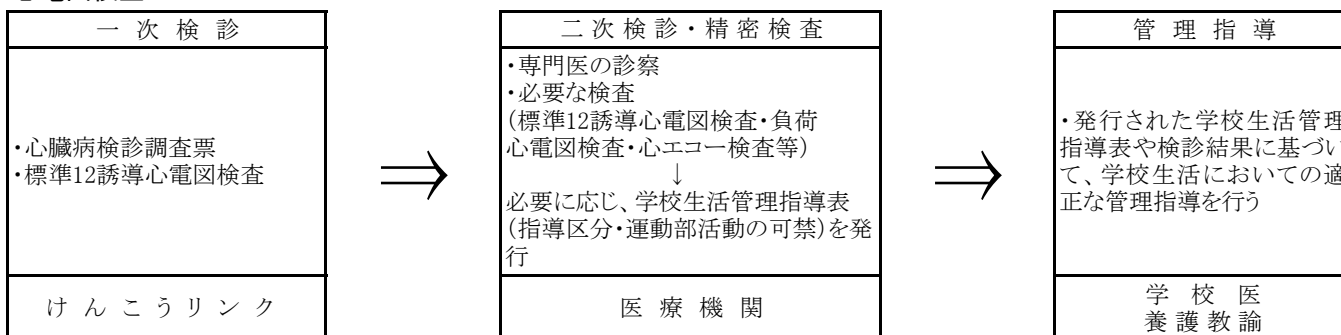 一次検診
・心臓病検診調査票
・標準12誘導心電図検査
けんこうリンク
⇒
二次検診・精密検査
・専門医の診察
・必要な検査
(標準12誘導心電図検査・負荷
心電図検査・心エコー検査等)
↓
必要に応じ、学校生活管理指導表
(指導区分・運動部活動の可禁)を発
行
医療機関
⇒
管理指導
・発行された学校生活管理
指導表や検診結果に基づい
て、学校生活においての適
正な管理指導を行う
学校医
養護教諭